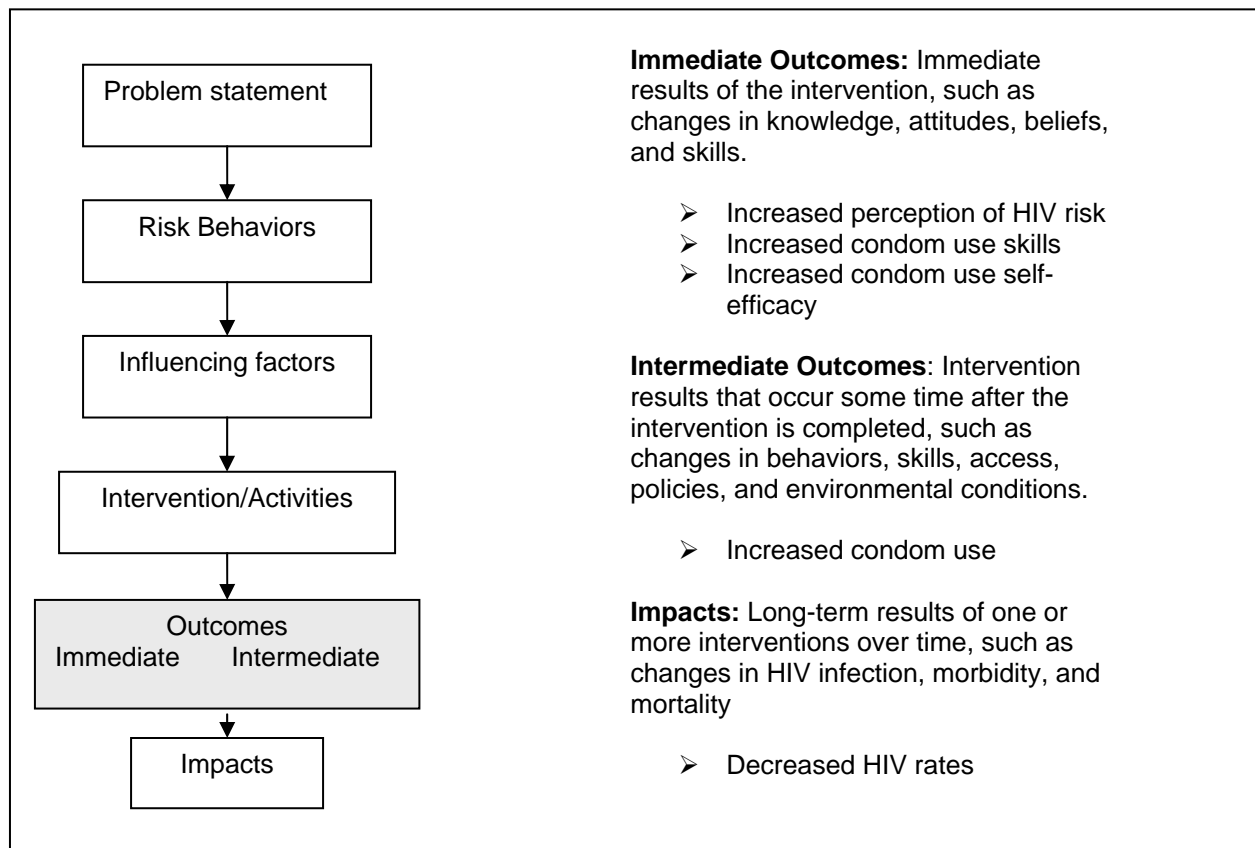 Problem statement
Risk Behaviors
Influencing factors
Intervention/Activities
Outcomes
Immediate Intermediate
Impacts
Immediate Outcomes: Immediate
results of the intervention, such as
changes in knowledge, attitudes, beliefs,
and skills.
➢ Increased perception of HIV risk
➢ Increased condom use skills
➢ Increased condom use self-
efficacy
Intermediate Outcomes: Intervention
results that occur some time after the
intervention is completed, such as
changes in behaviors, skills, access,
policies, and environmental conditions.
➢ Increased condom use
Impacts: Long-term results of one or
more interventions over time, such as
changes in HIV infection, morbidity, and
mortality
➢ Decreased HIV rates